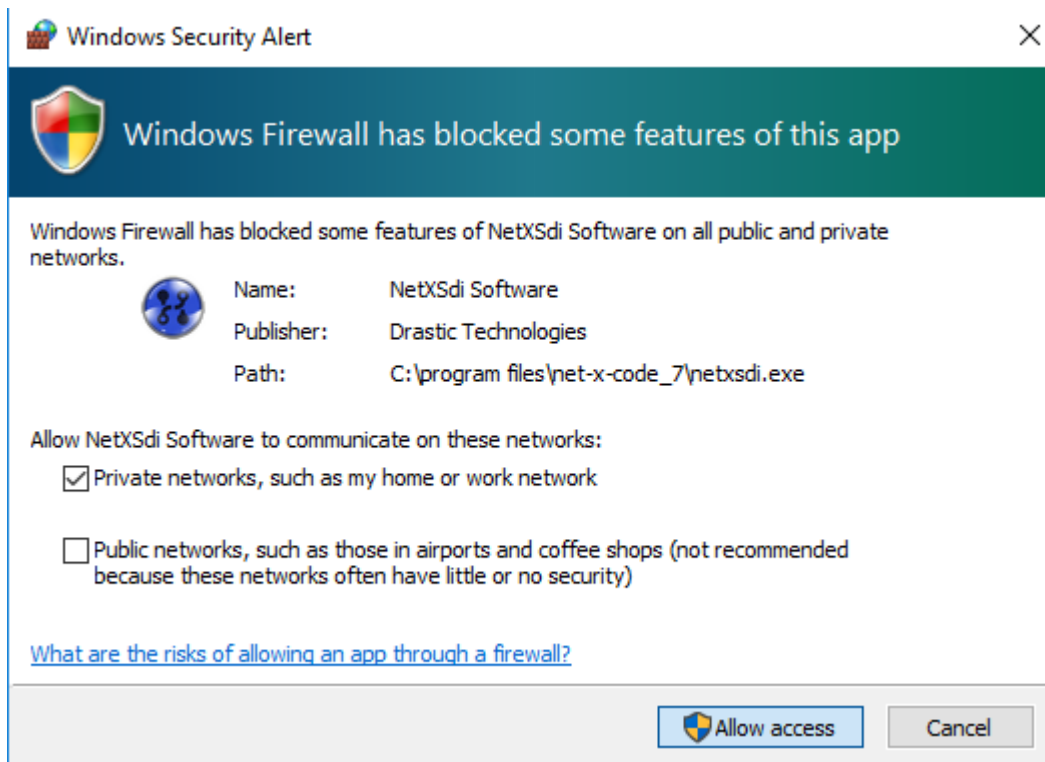 Windows Security Alert
Windows Firewall has blocked some features of this app
Windows Firewall has blocked some features of NetXSdi Software on all public and private
networks.
Name: NetXSdi Software
Publisher: Drastic Technologies
Path: C:\program files\net-x-code_7\netxsdi.exe
Allow NetXSdi Software to communicate on these networks:
Private networks, such as my home or work network
Public networks, such as those in airports and coffee shops (not recommended
because these networks often have little or no security)
What are the risks of allowing an app through a firewall?
Allow access Cancel